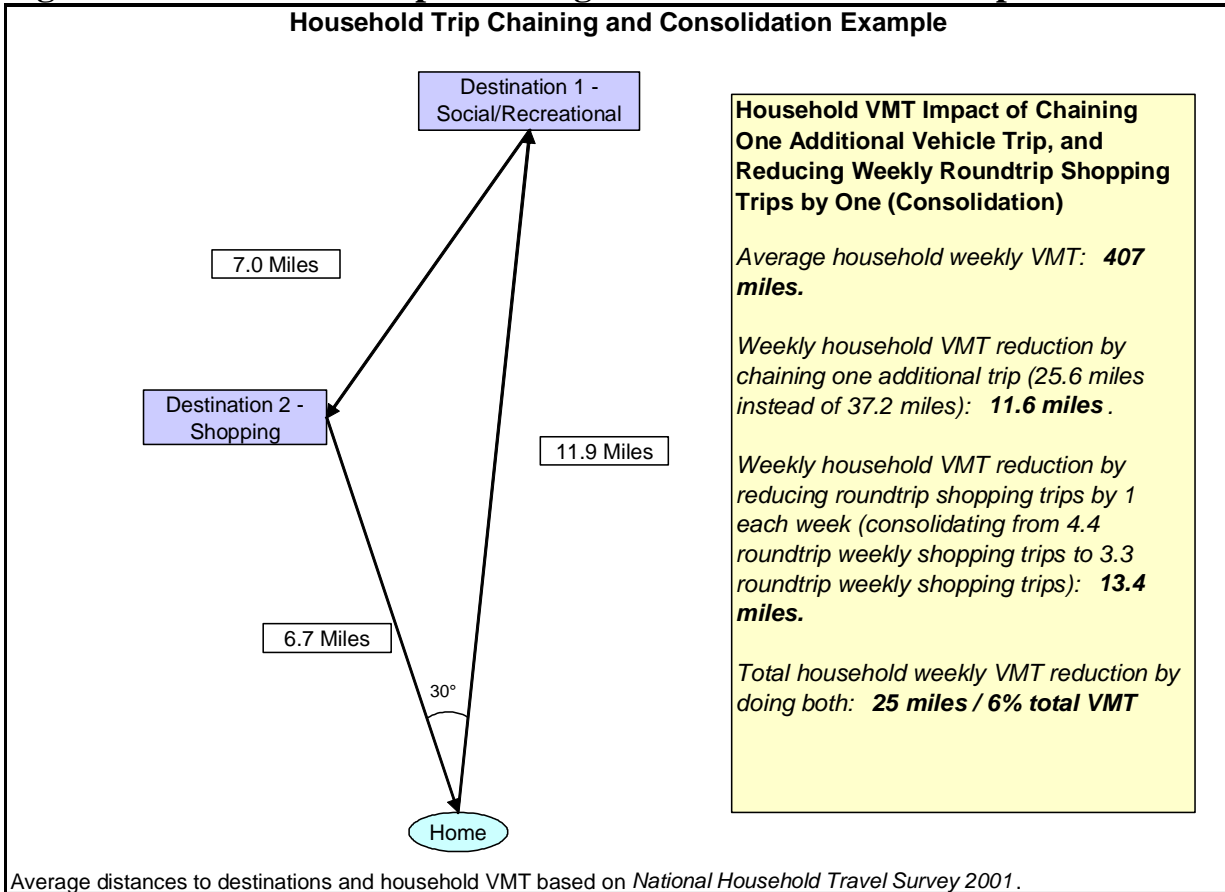 Household Trip Chaining and Consolidation Example
Destination 1 -
Social/Recreational
7.0 Miles
Destination 2 -
Shopping
11.9 Miles
6.7 Miles
30°
Home
Household VMT Impact of Chaining
One Additional Vehicle Trip, and
Reducing Weekly Roundtrip Shopping
Trips by One (Consolidation)
Average household weekly VMT: 407
miles.
Weekly household VMT reduction by
chaining one additional trip (25.6 miles
instead of 37.2 miles): 11.6 miles .
Weekly household VMT reduction by
reducing roundtrip shopping trips by 1
each week (consolidating from 4.4
roundtrip weekly shopping trips to 3.3
roundtrip weekly shopping trips): 13.4
miles.
Total household weekly VMT reduction by
doing both: 25 miles / 6% total VMT
Average distances to destinations and household VMT based on National Household Travel Survey 2001.